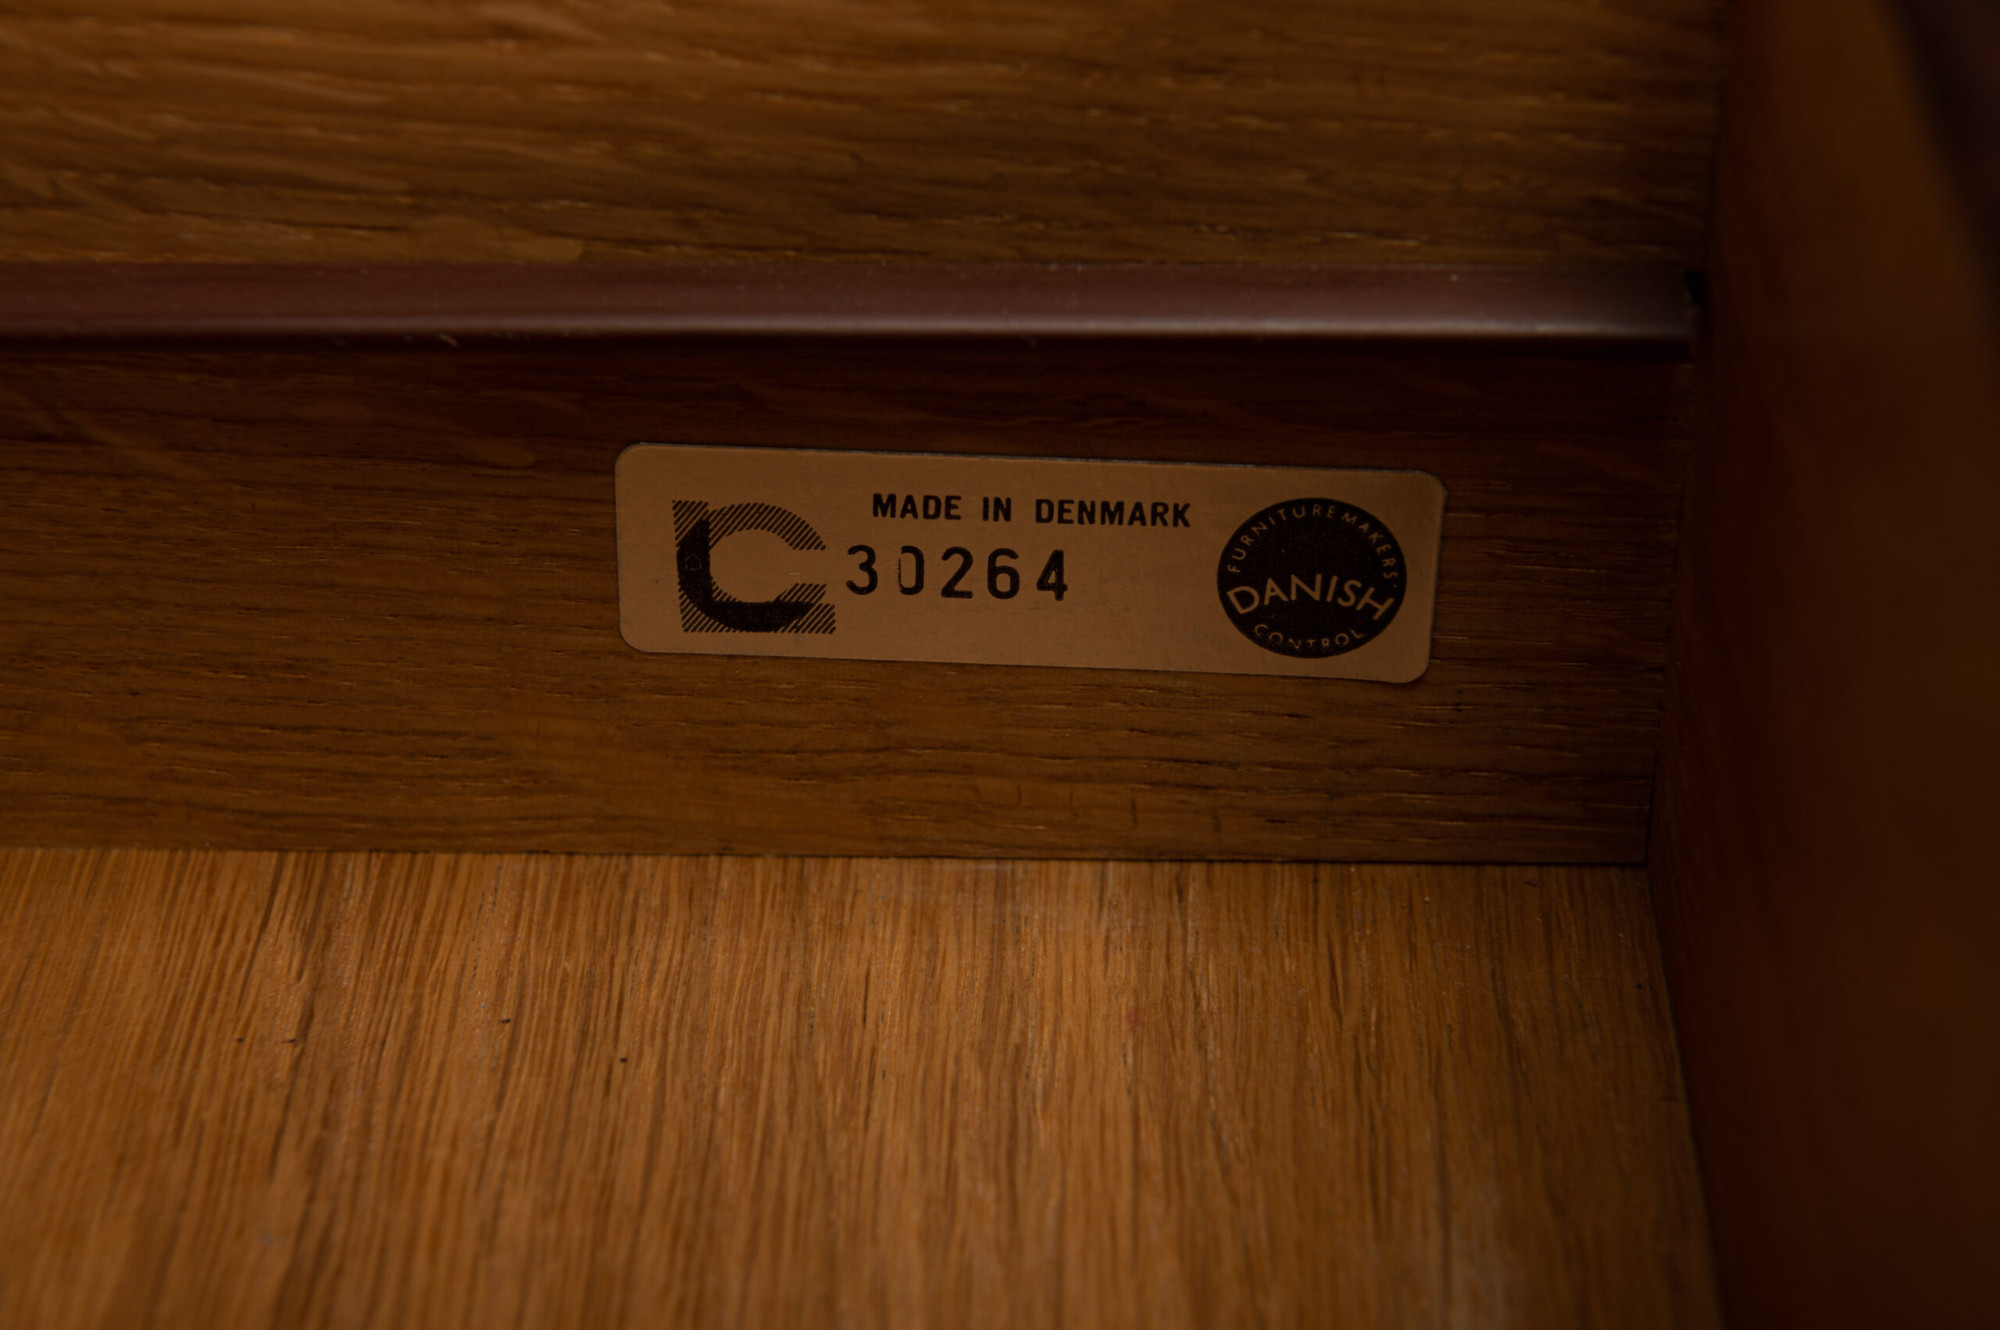 MADE IN DENMARK
30264
FURNITUREMAKERS'
DANISH
CONTROL